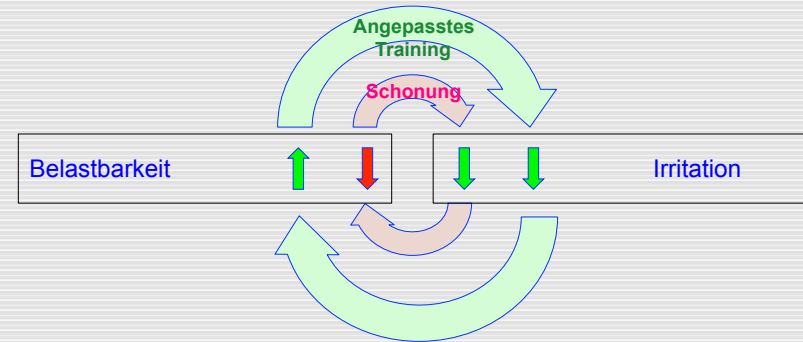 Angepasstes
Training
Schonung
Belastbarkeit
Irritation